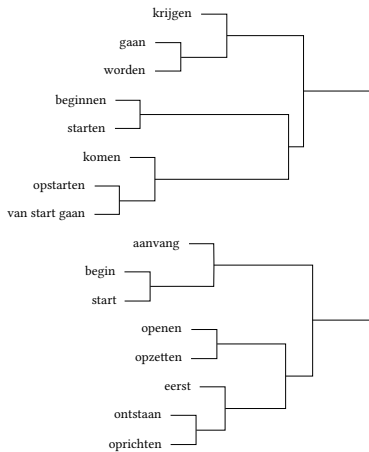 krijgen
gaan
worden
beginnen
starten
komen
opstarten
van start gaan
aanvang
begin
start
openen
opzetten
eerst
ontstaan
oprichten